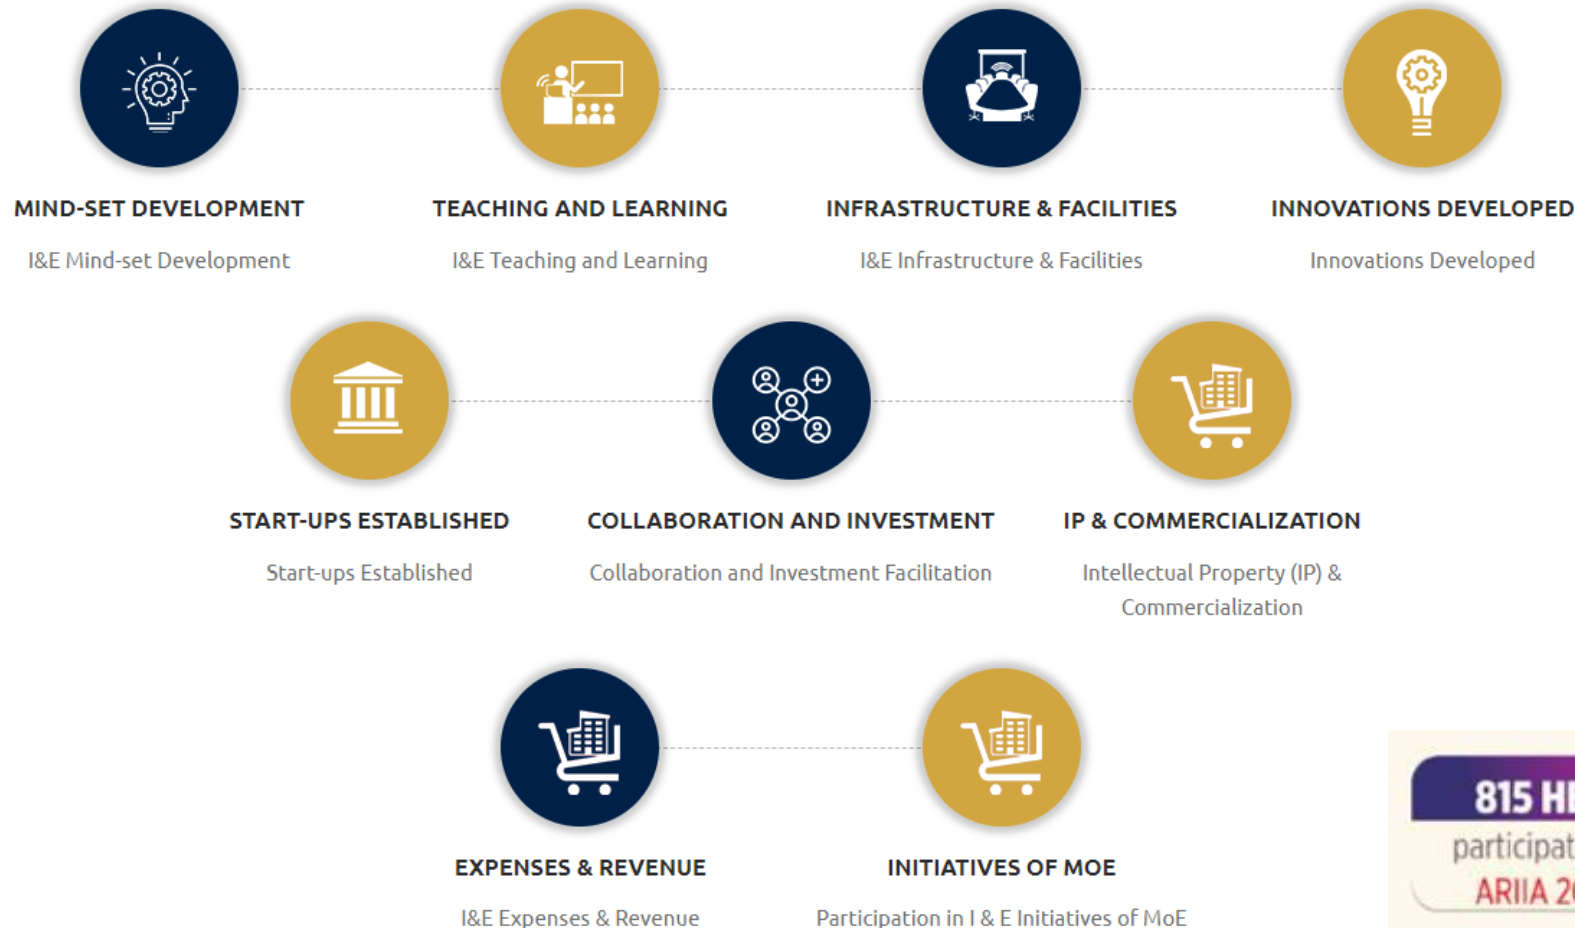 MIND-SET DEVELOPMENT
I&E Mind-set Development
TEACHING AND LEARNING
I&E Teaching and Learning
INFRASTRUCTURE & FACILITIES
I&E Infrastructure & Facilities
INNOVATIONS DEVELOPED
Innovations Developed
START-UPS ESTABLISHED
Start-ups Established
COLLABORATION AND INVESTMENT
Collaboration and Investment Facilitation
IP & COMMERCIALIZATION
Intellectual Property (IP) &
Commercialization
EXPENSES & REVENUE
I&E Expenses & Revenue
INITIATIVES OF MOE
Participation in I & E Initiatives of MoE
815
ARIIA